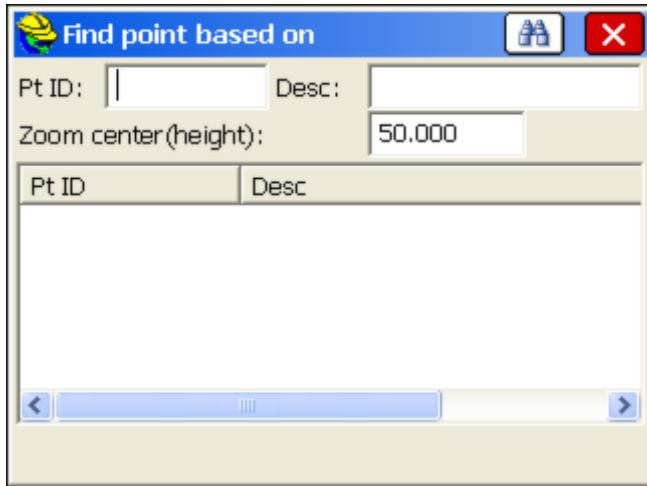 Find point based on
Pt ID: Desc:
Zoom center(height): 50.000
Pt ID Desc